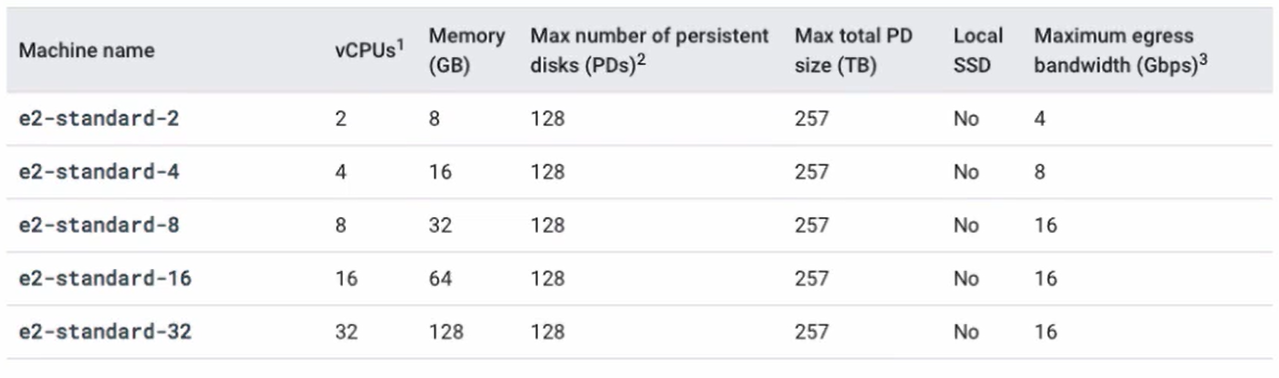 Machine name vCPUs¹ Memory (GB) Max number of persistent disks (PDs)² Max total PD size (TB) Local SSD Maximum egress bandwidth (Gbps)³
e2-standard-2 2 8 128 257 No 4
e2-standard-4 4 16 128 257 No 8
e2-standard-8 8 32 128 257 No 16
e2-standard-16 16 64 128 257 No 16
e2-standard-32 32 128 128 257 No 16